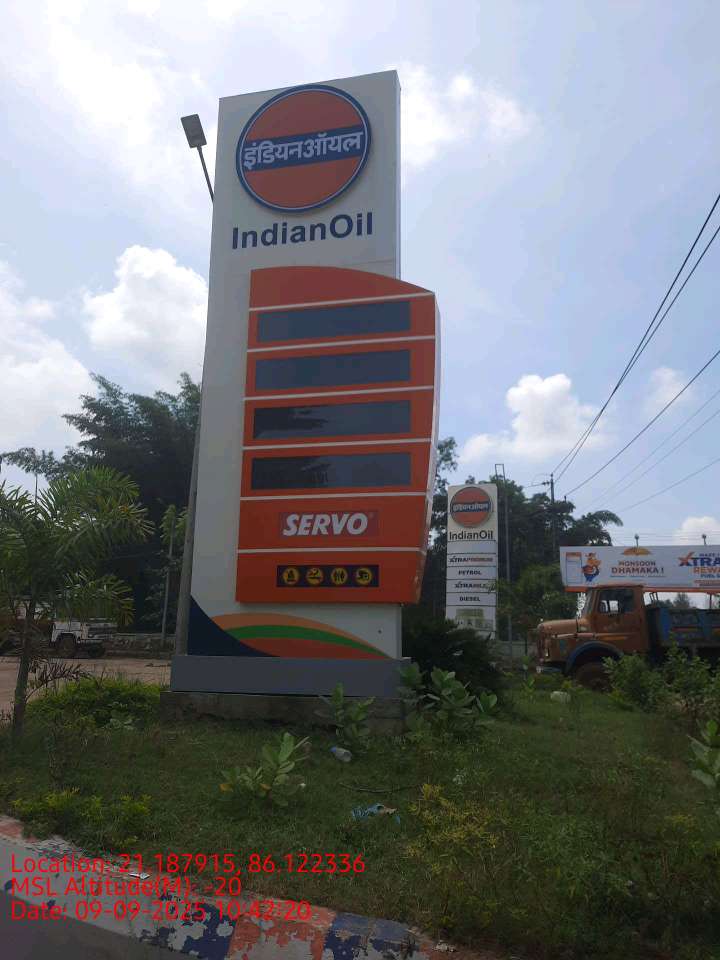 इंडियनऑयल
IndianOil
SERVO
इंडियनऑयल
IndianOil
XTRAPREMIUM
PETROL
XTRAMILE
DIESEL
MONSOON
DHAMAKA !
XTRA
Location: 21.187915, 86.122336
MSL Altitude(M): -20
Date: 09-09-2025 10:42:20